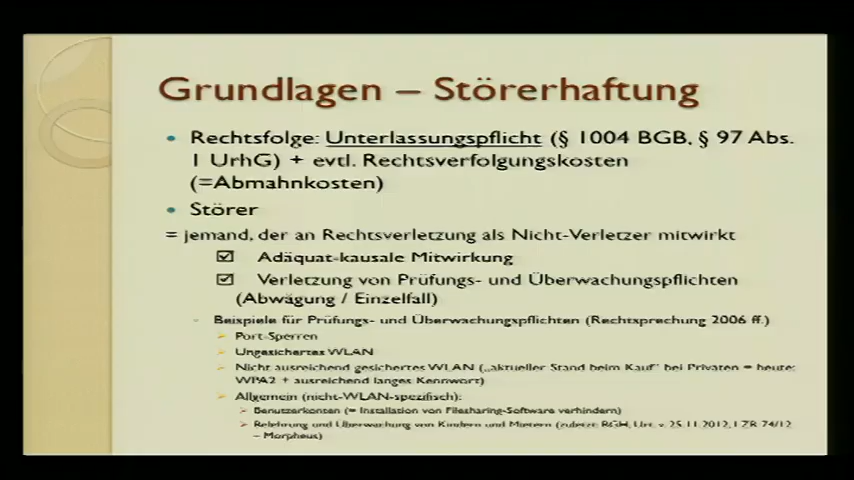 Grundlagen – Störerhaftung
Rechtsfolge: Unterlassungspflicht (§ 1004 BGB, § 97 Abs.
1 UrhG) + evtl. Rechtsverfolgungskosten
(=Abmahnkosten)
Störer
= jemand, der an Rechtsverletzung als Nicht-Verletzer mitwirkt
Adäquat-kausale Mitwirkung
Verletzung von Prüfungs- und Überwachungspflichten
(Abwägung / Einzelfall)
Beispiele für Prüfungs- und Überwachungspflichten (Rechtsprechung 2006 ff.)
Port-Sperren
Ungesichertes WLAN
Nicht ausreichend gesichertes WLAN („aktueller Stand beim Kauf" bei Privaten = heute:
WPA2 + ausreichend langes Kennwort)
Allgemein (nicht-WLAN-spezifisch):
Benutzerkonten (= Installation von Filesharing-Software verhindern)
Belehrung und Überwachung von Kindern und Mietern (zuletzt: BGH, Urt. v. 25.11.2012, I ZR 74/12
– Morpheus)